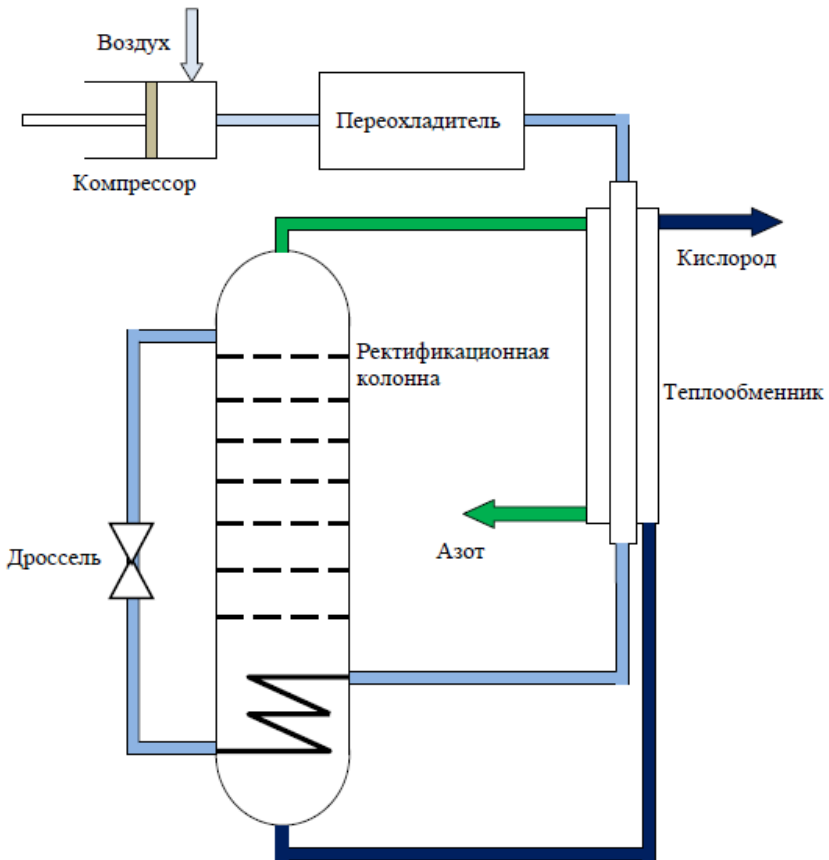 Воздух
Переохладитель
Компрессор
Кислород
Ректификационная
колонна
Теплообменник
Азот
Дроссель